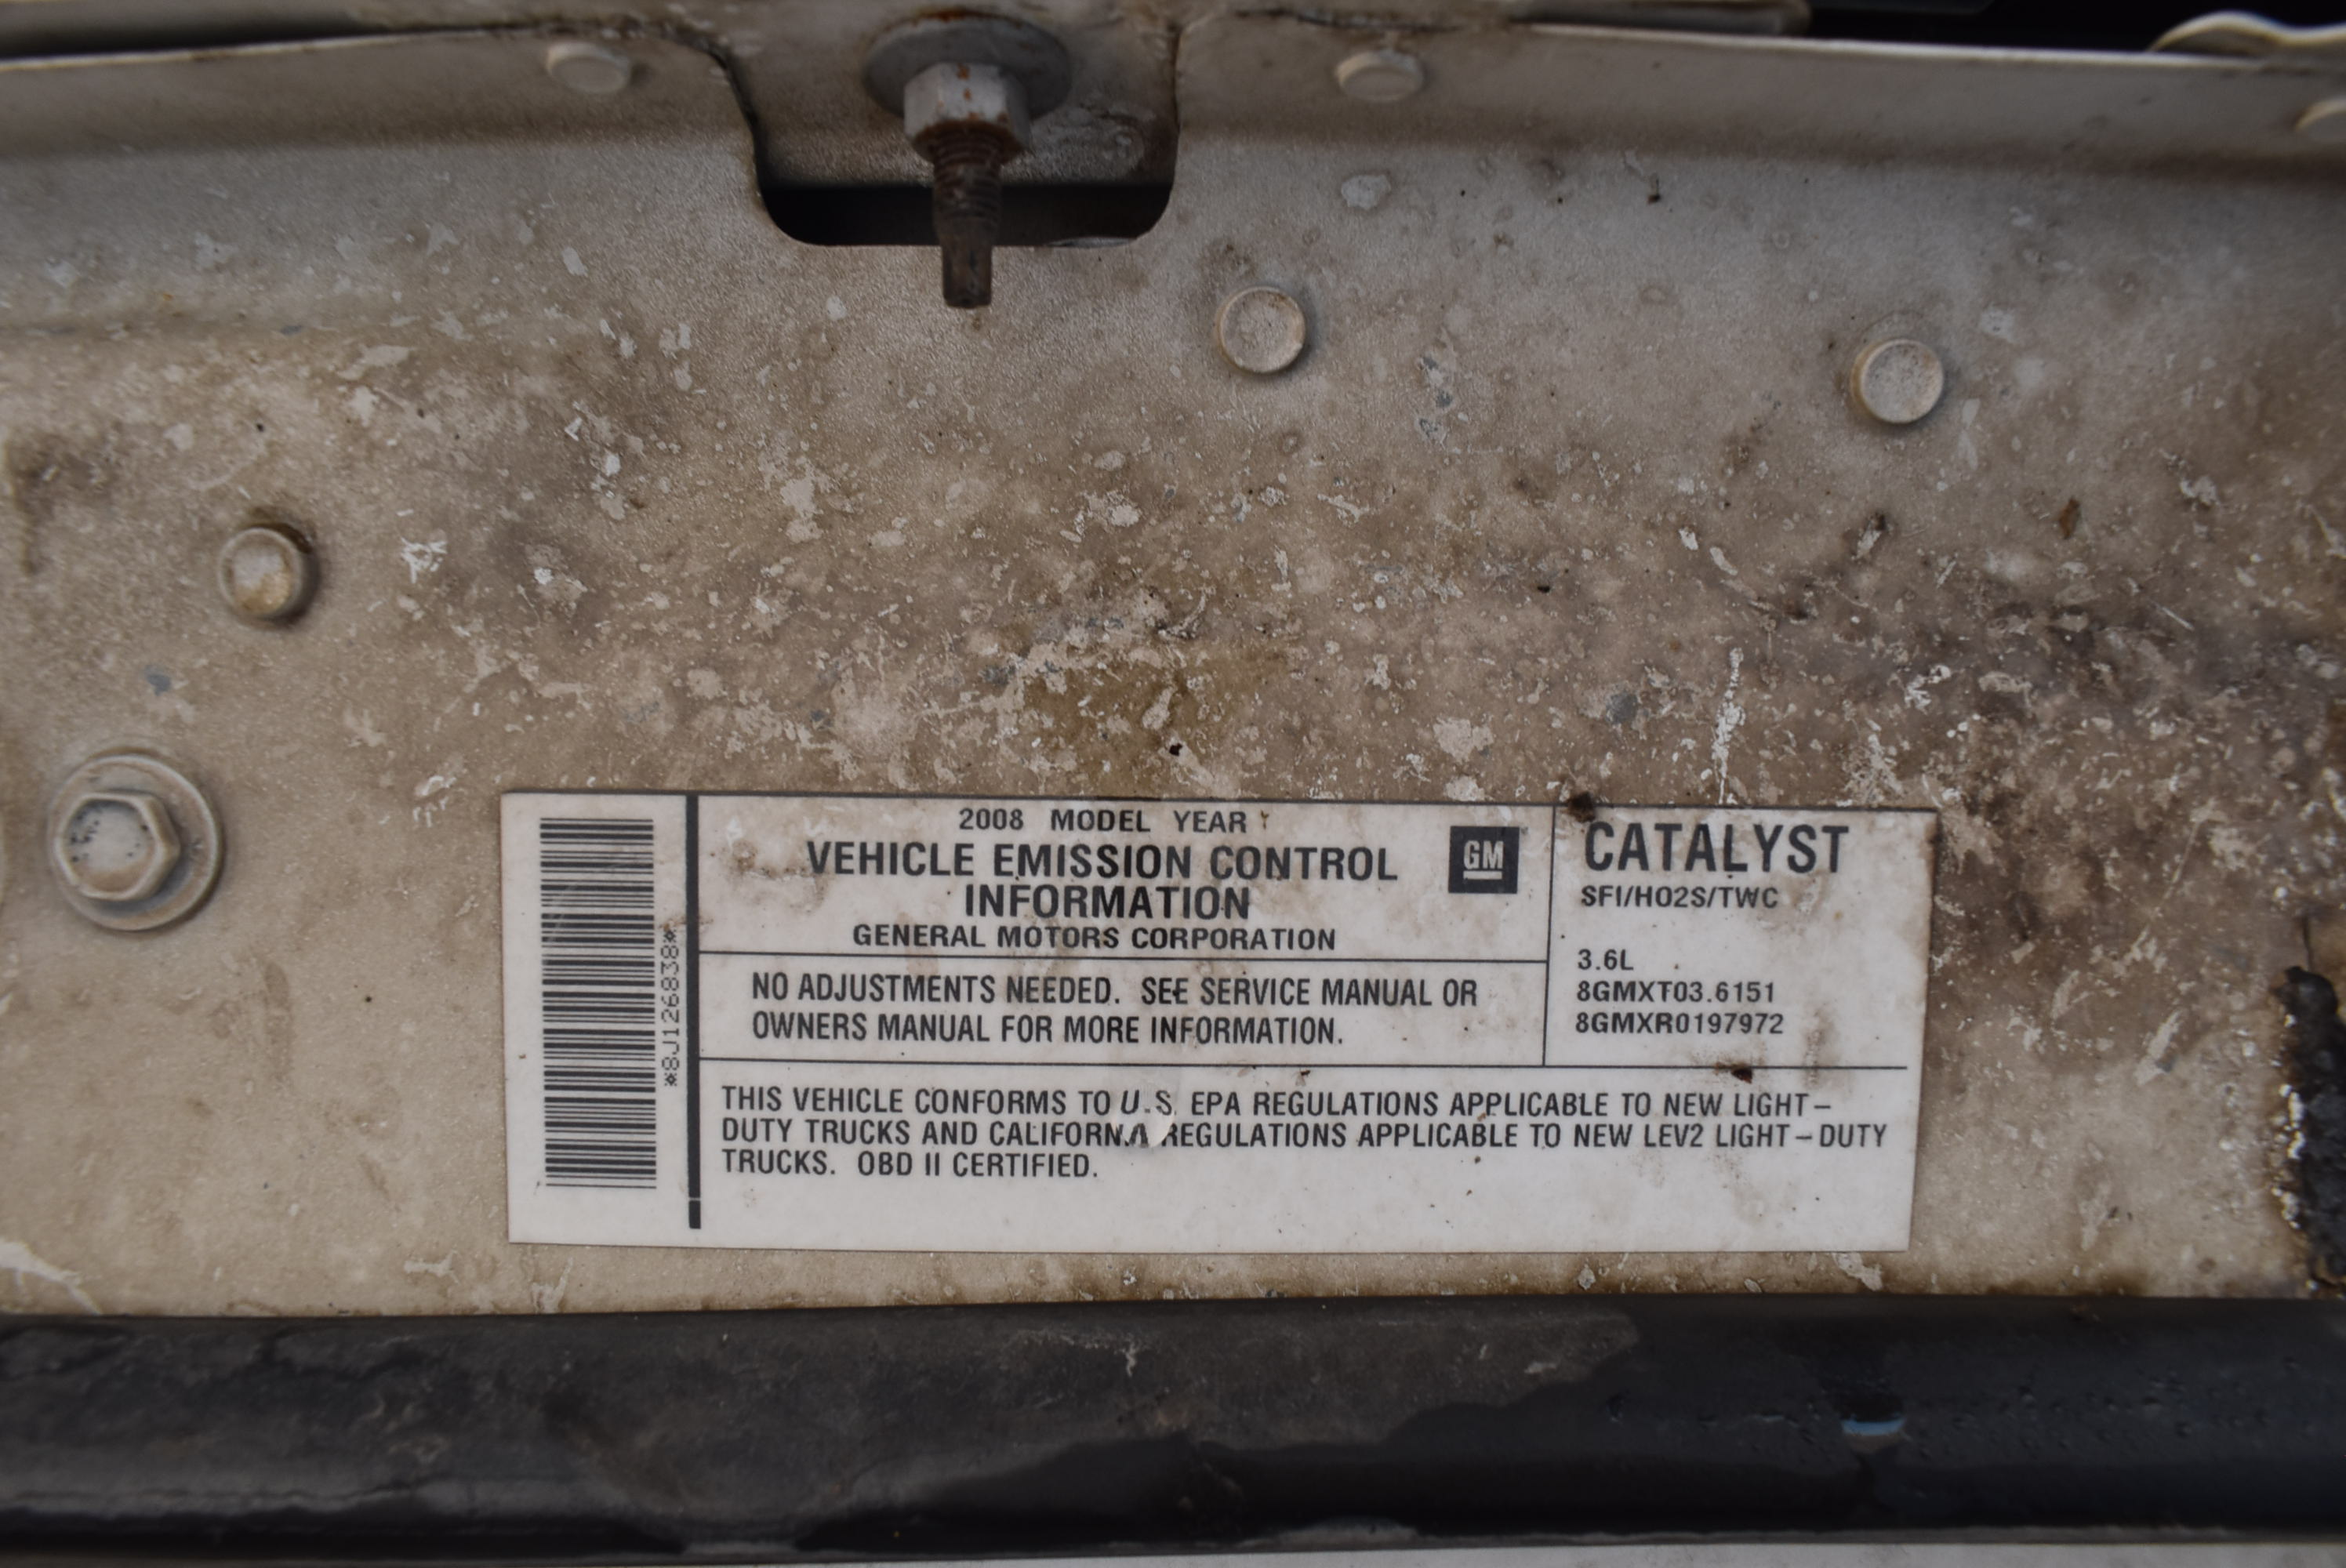 2008 MODEL YEAR
VEHICLE EMISSION CONTROL
INFORMATION
GENERAL MOTORS CORPORATION
GM
CATALYST
SFI/HO2S/TWC
3.6L
8GMXT03.6151
8GMXR0197972
NO ADJUSTMENTS NEEDED. SEE SERVICE MANUAL OR
OWNERS MANUAL FOR MORE INFORMATION.
THIS VEHICLE CONFORMS TO U.S. EPA REGULATIONS APPLICABLE TO NEW LIGHT-
DUTY TRUCKS AND CALIFORNIA REGULATIONS APPLICABLE TO NEW LEV2 LIGHT-DUTY
TRUCKS. OBD II CERTIFIED.
*8J126838*